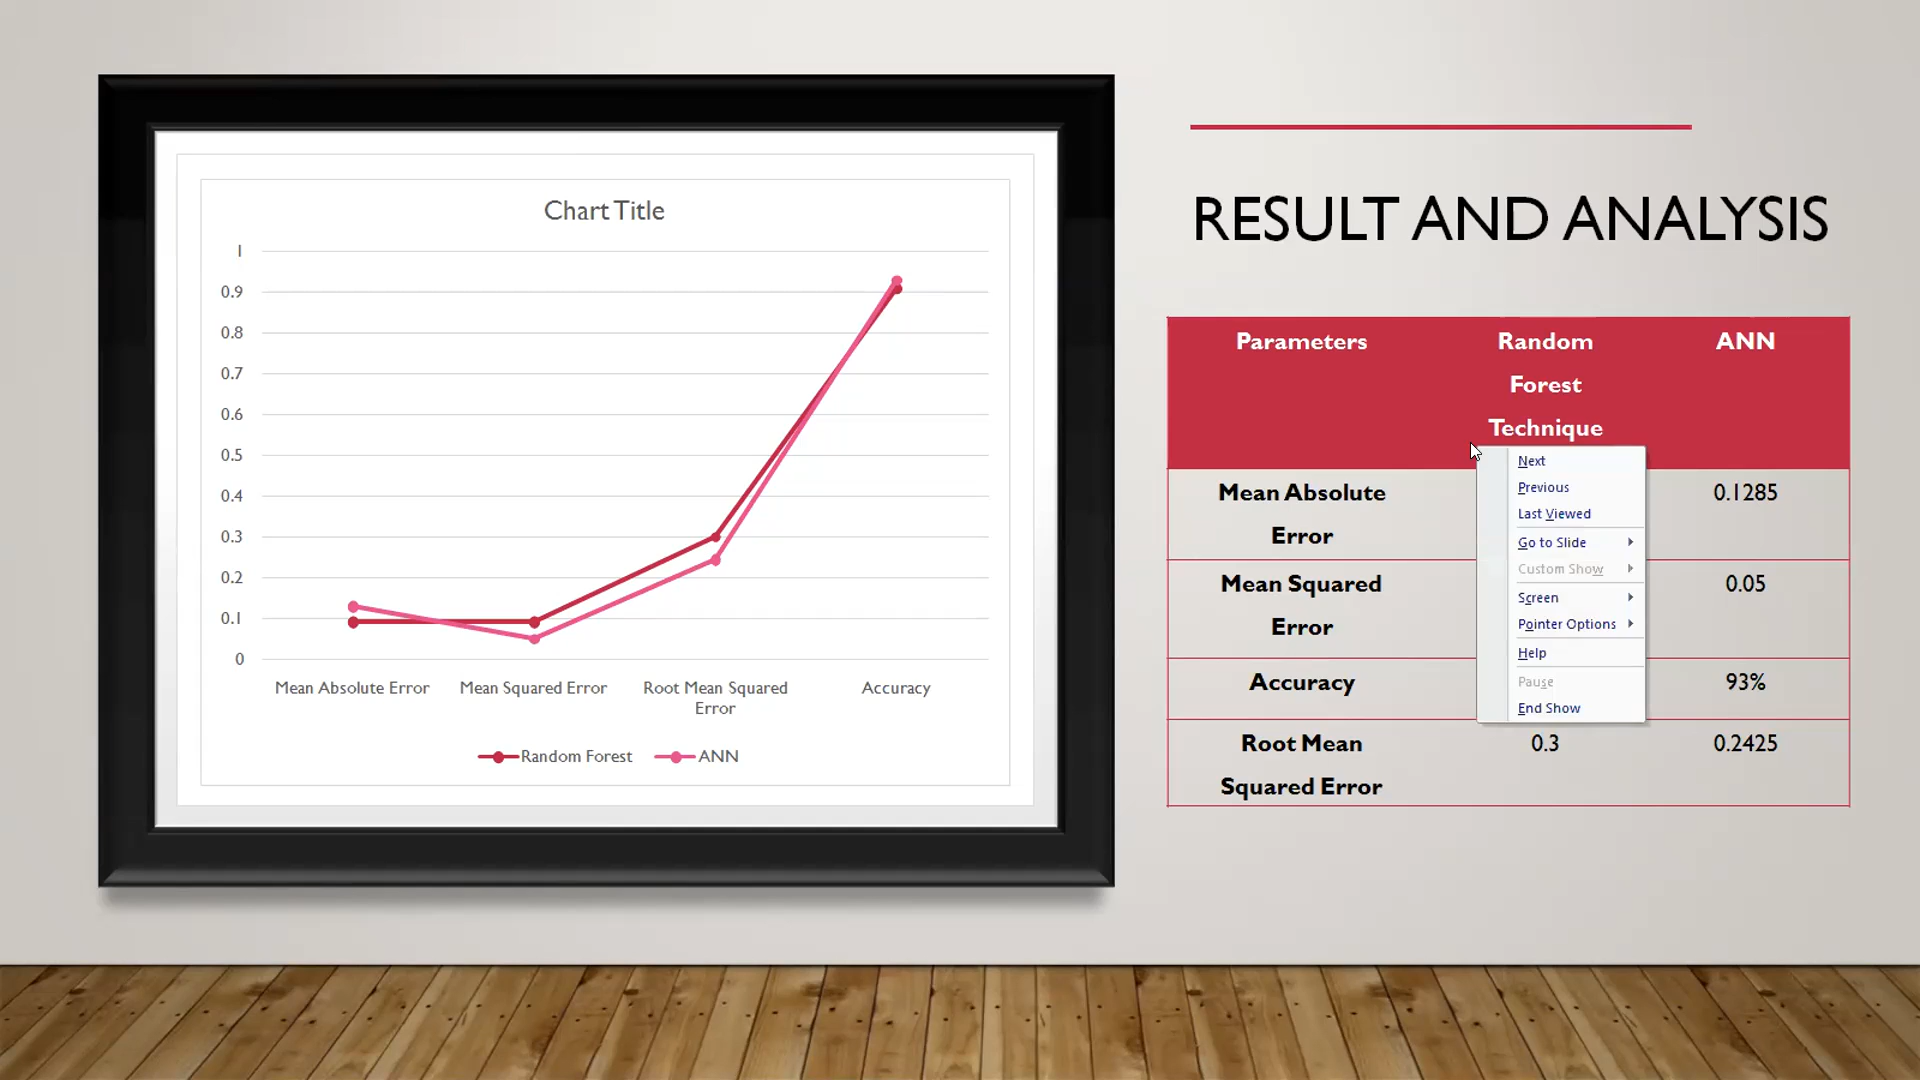 Chart Title
1
0.9
0.8
0.7
0.6
0.5
0.4
0.3
0.2
0.1
0
Mean Absolute Error
Mean Squared Error
Root Mean Squared
Error
Accuracy
Random Forest
ANN
RESULT AND ANALYSIS
Parameters
Random
Forest
Technique
ANN
Mean Absolute
Error
0.1285
Mean Squared
Error
0.05
Accuracy
93%
Root Mean
Squared Error
0.3
0.2425
Next
Previous
Last Viewed
Go to Slide
Custom Show
Screen
Pointer Options
Help
Pause
End Show